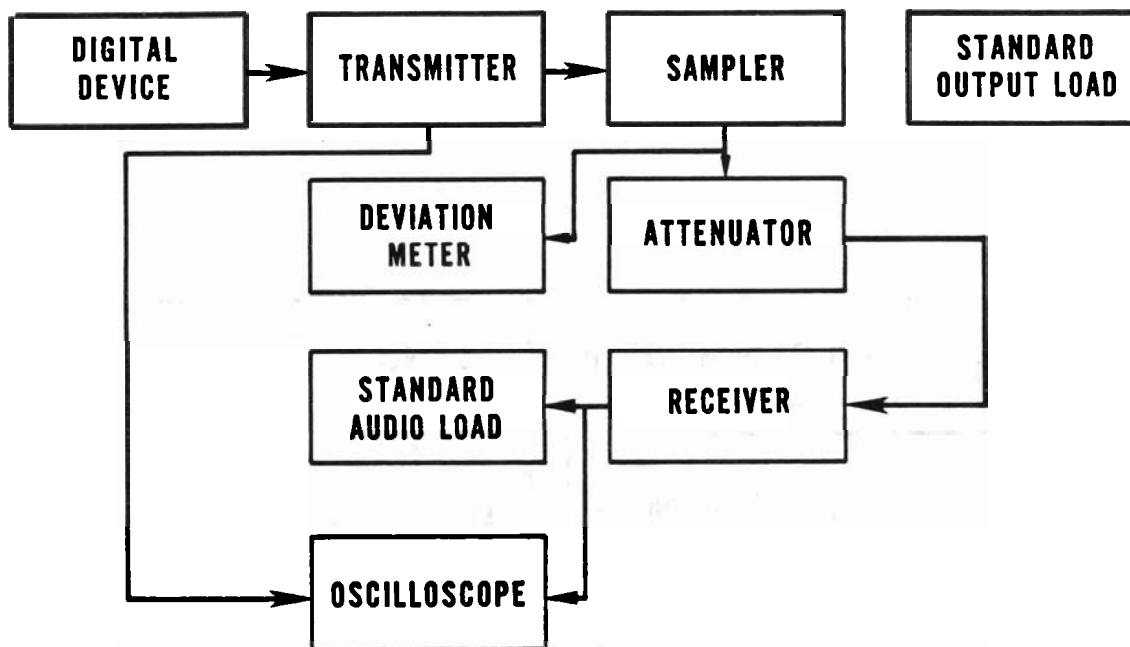 DIGITAL
DEVICE
TRANSMITTER
SAMPLER
STANDARD
OUTPUT LOAD
DEVIATION
METER
ATTENUATOR
STANDARD
AUDIO LOAD
RECEIVER
OSCILLOSCOPE